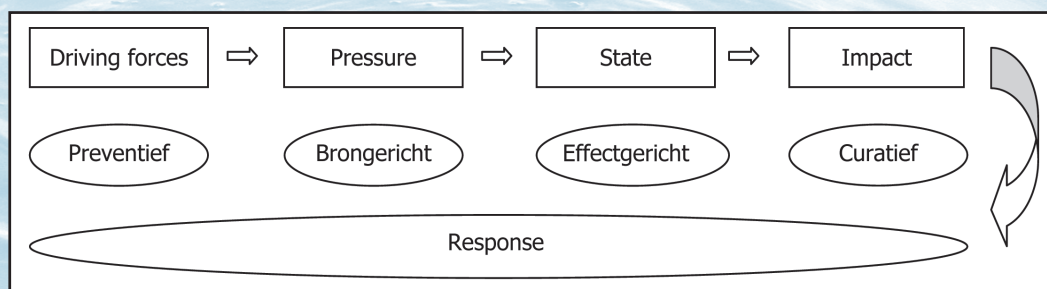 Driving forces Pressure State Impact
Preventief Brongericht Effectgericht Curatief
Response